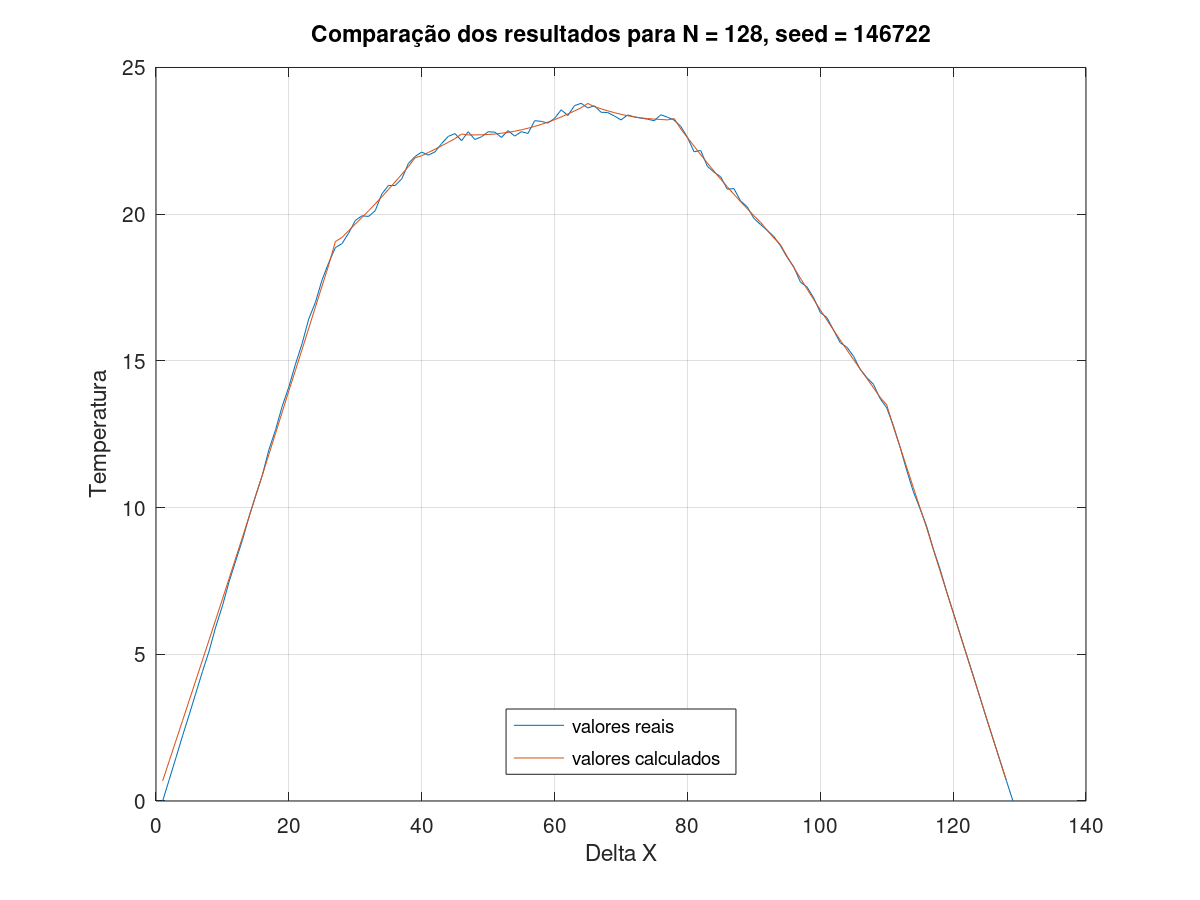 Comparação dos resultados para N = 128, seed = 146722
25
20
15
10
5
0
Temperatura
valores reais
valores calculados
0 20 40 60 80 100 120 140
Delta X